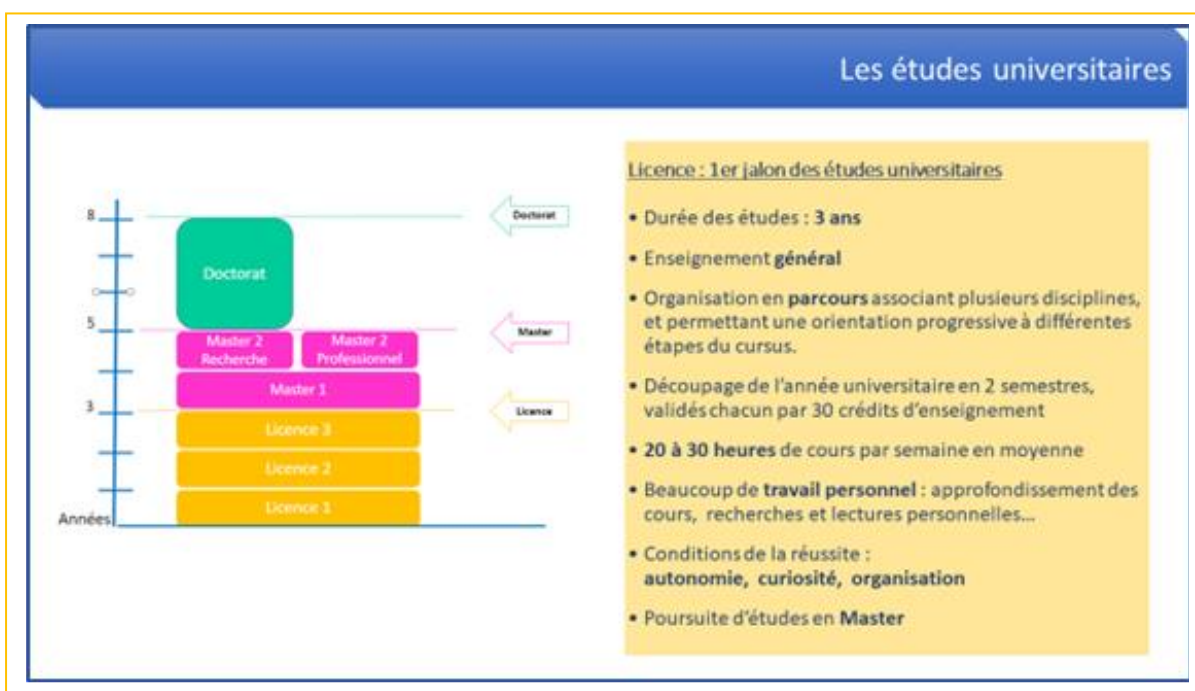 Les études universitaires
8
5
3
Années
Doctorat
Master 2
Recherche
Master 2
Professionnel
Master 1
Licence 3
Licence 2
Licence 1
Doctorat
Master
Licence
Licence : 1er jalon des études universitaires
• Durée des études : 3 ans
• Enseignement général
• Organisation en parcours associant plusieurs disciplines,
et permettant une orientation progressive à différentes
étapes du cursus.
• Découpage de l'année universitaire en 2 semestres,
validés chacun par 30 crédits d'enseignement
• 20 à 30 heures de cours par semaine en moyenne
• Beaucoup de travail personnel : approfondissement des
cours, recherches et lectures personnelles...
• Conditions de la réussite :
autonomie, curiosité, organisation
• Poursuite d'études en Master